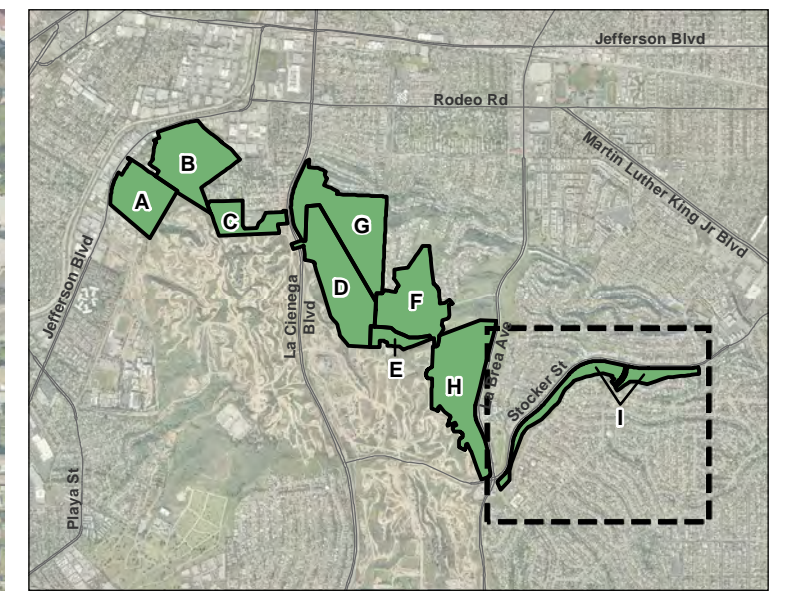 Jefferson Blvd
Rodeo Rd
Martin Luther King Jr Blvd
B
A
C
G
Jefferson Blvd
La Cienega
Blvd
D
F
E
H
La Brea Ave
Stocker St
I
Playa St